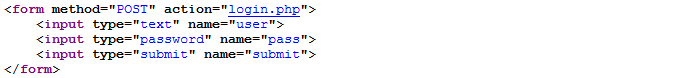 <form method="POST" action="login.php">
    <input type="text" name="user">
    <input type="password" name="pass">
    <input type="submit" name="submit">
</form>